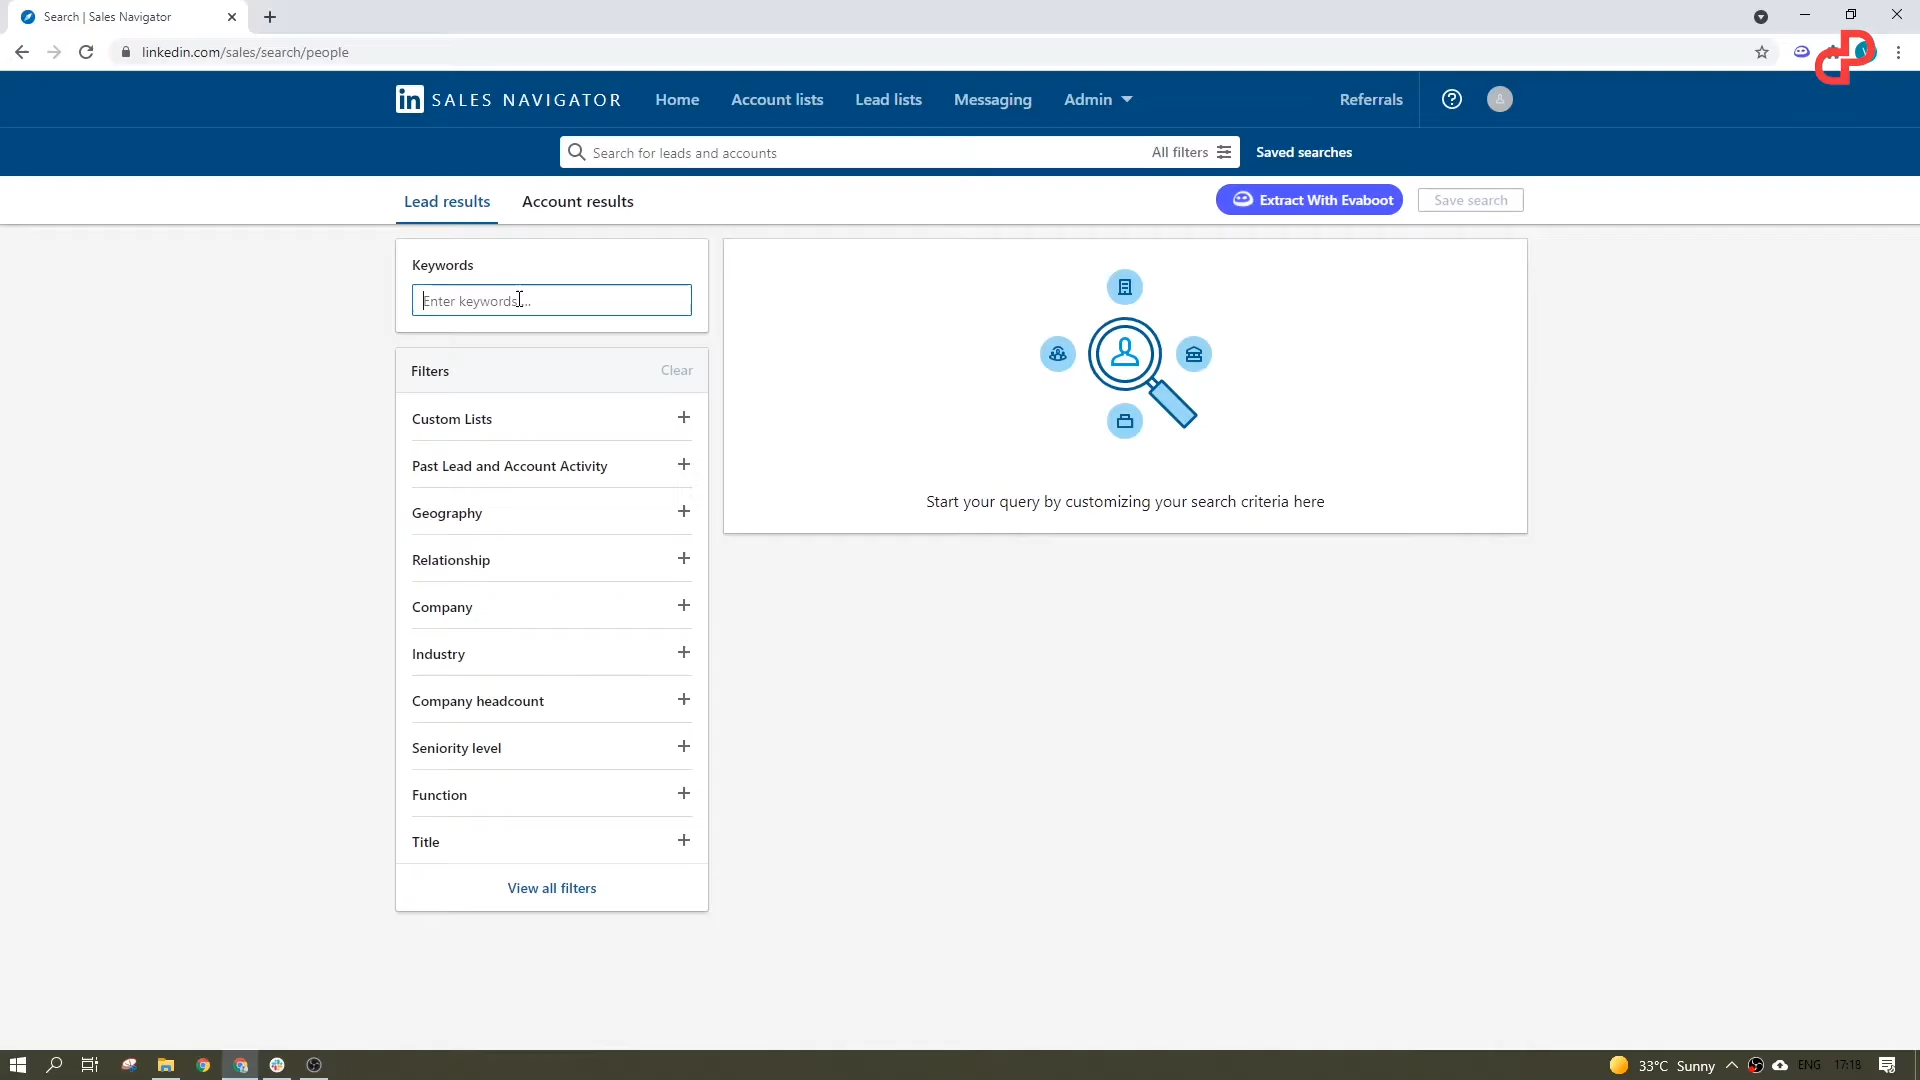 Search | Sales Navigator
linkedin.com/sales/search/people
in SALES NAVIGATOR Home Account lists Lead lists Messaging Admin Referrals
Search for leads and accounts All filters Saved searches
Lead results Account results Extract With Evaboot Save search
Keywords
Enter keywords ...
Filters Clear
Custom Lists
Past Lead and Account Activity
Geography
Relationship
Company
Industry
Company headcount
Seniority level
Function
Title
View all filters
Start your query by customizing your search criteria here
33°C Sunny ENG 17:18